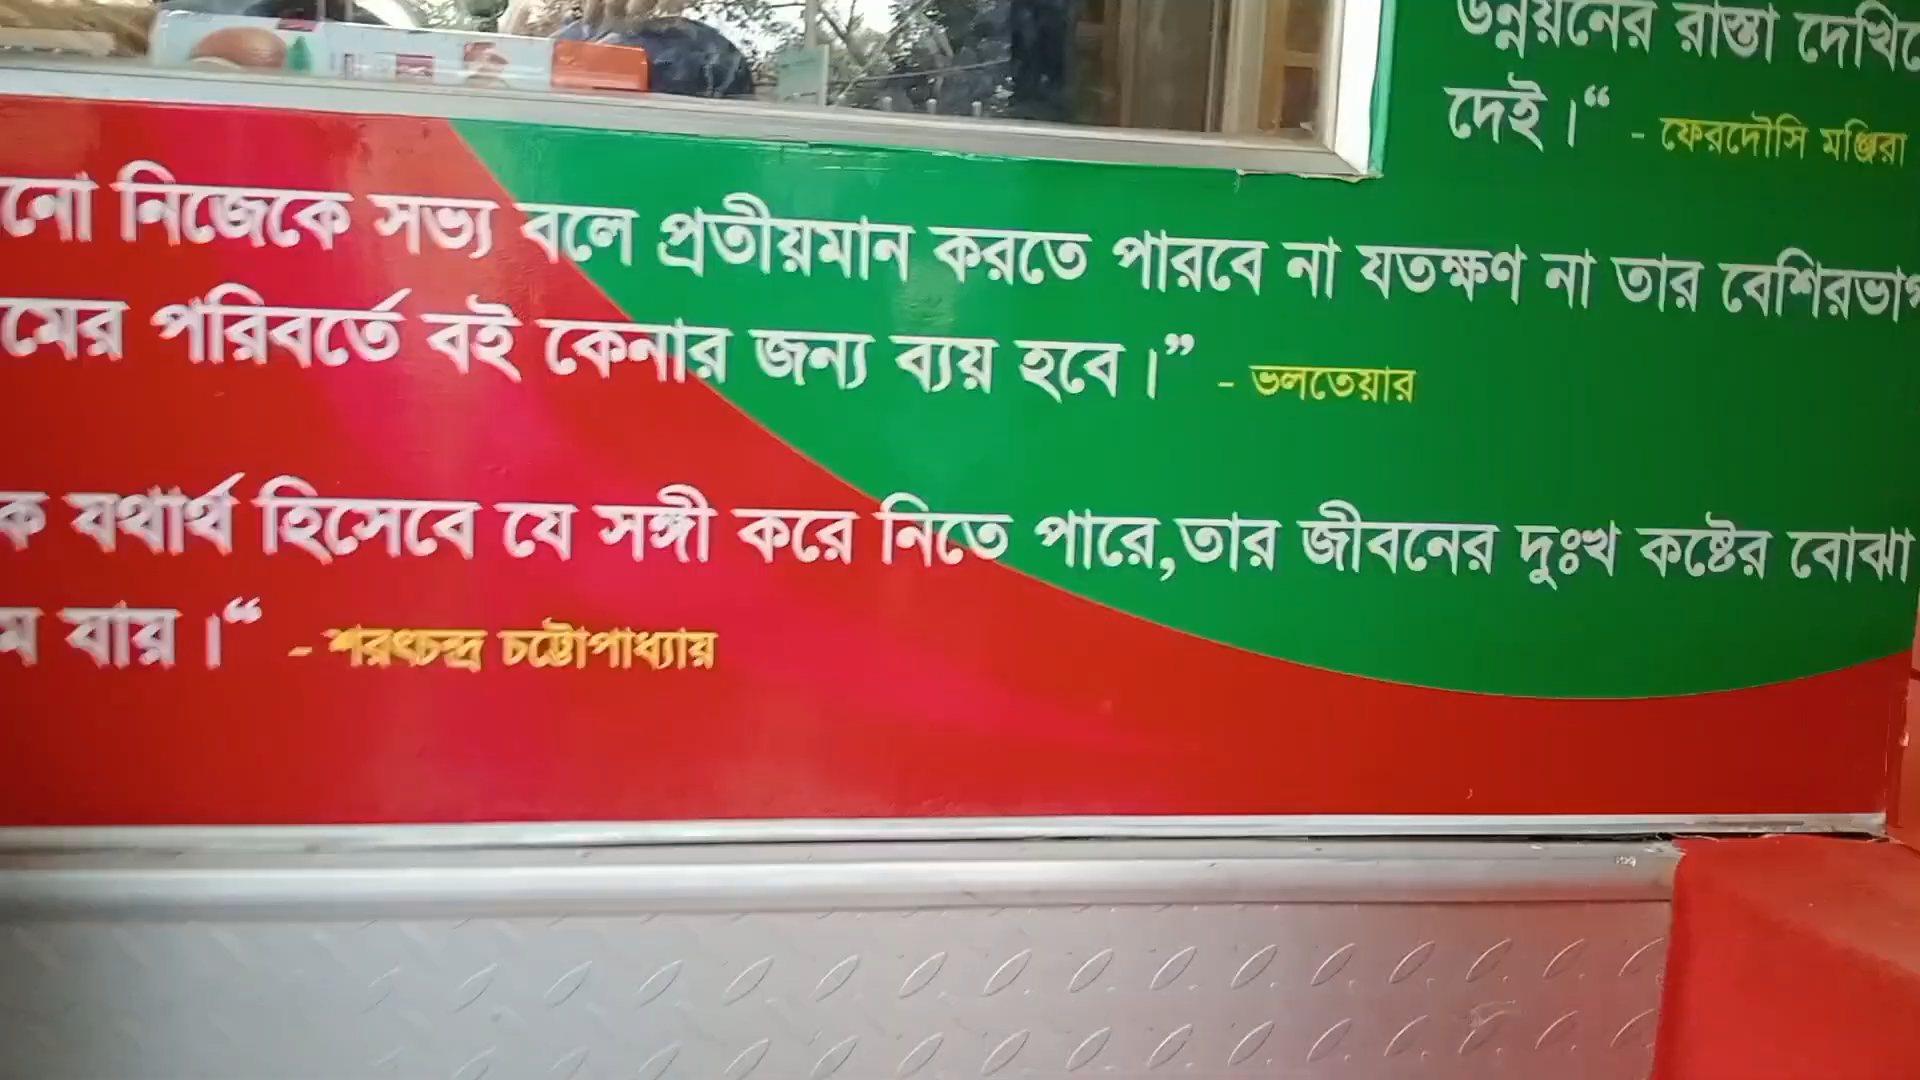 উন্নয়নের রাস্তা দেখিয়ে
দেই ।“ - ফেরদৌসি মঞ্জিরা
নিজেকে সভ্য বলে প্রতীয়মান করতে পারবে না যতক্ষণ না তার বেশিরভাগ
পরিবর্তে বই কেনার জন্য ব্যয় হবে ।” - ভলতেয়ার
যথার্থ হিসেবে যে সঙ্গী করে নিতে পারে,তার জীবনের দুঃখ কষ্টের বোঝা
বার ।“ - শরৎচন্দ্র চট্টোপাধ্যায়